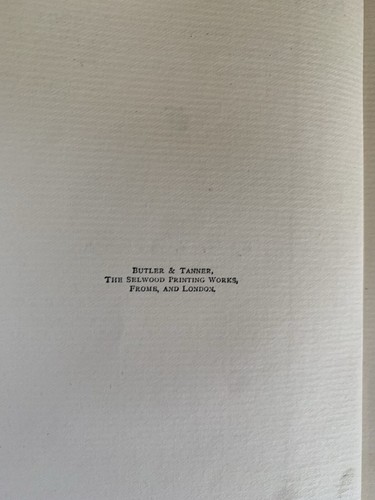 BUTLER & TANNER,
THE SELWOOD PRINTING WORKS,
FROME, AND LONDON.